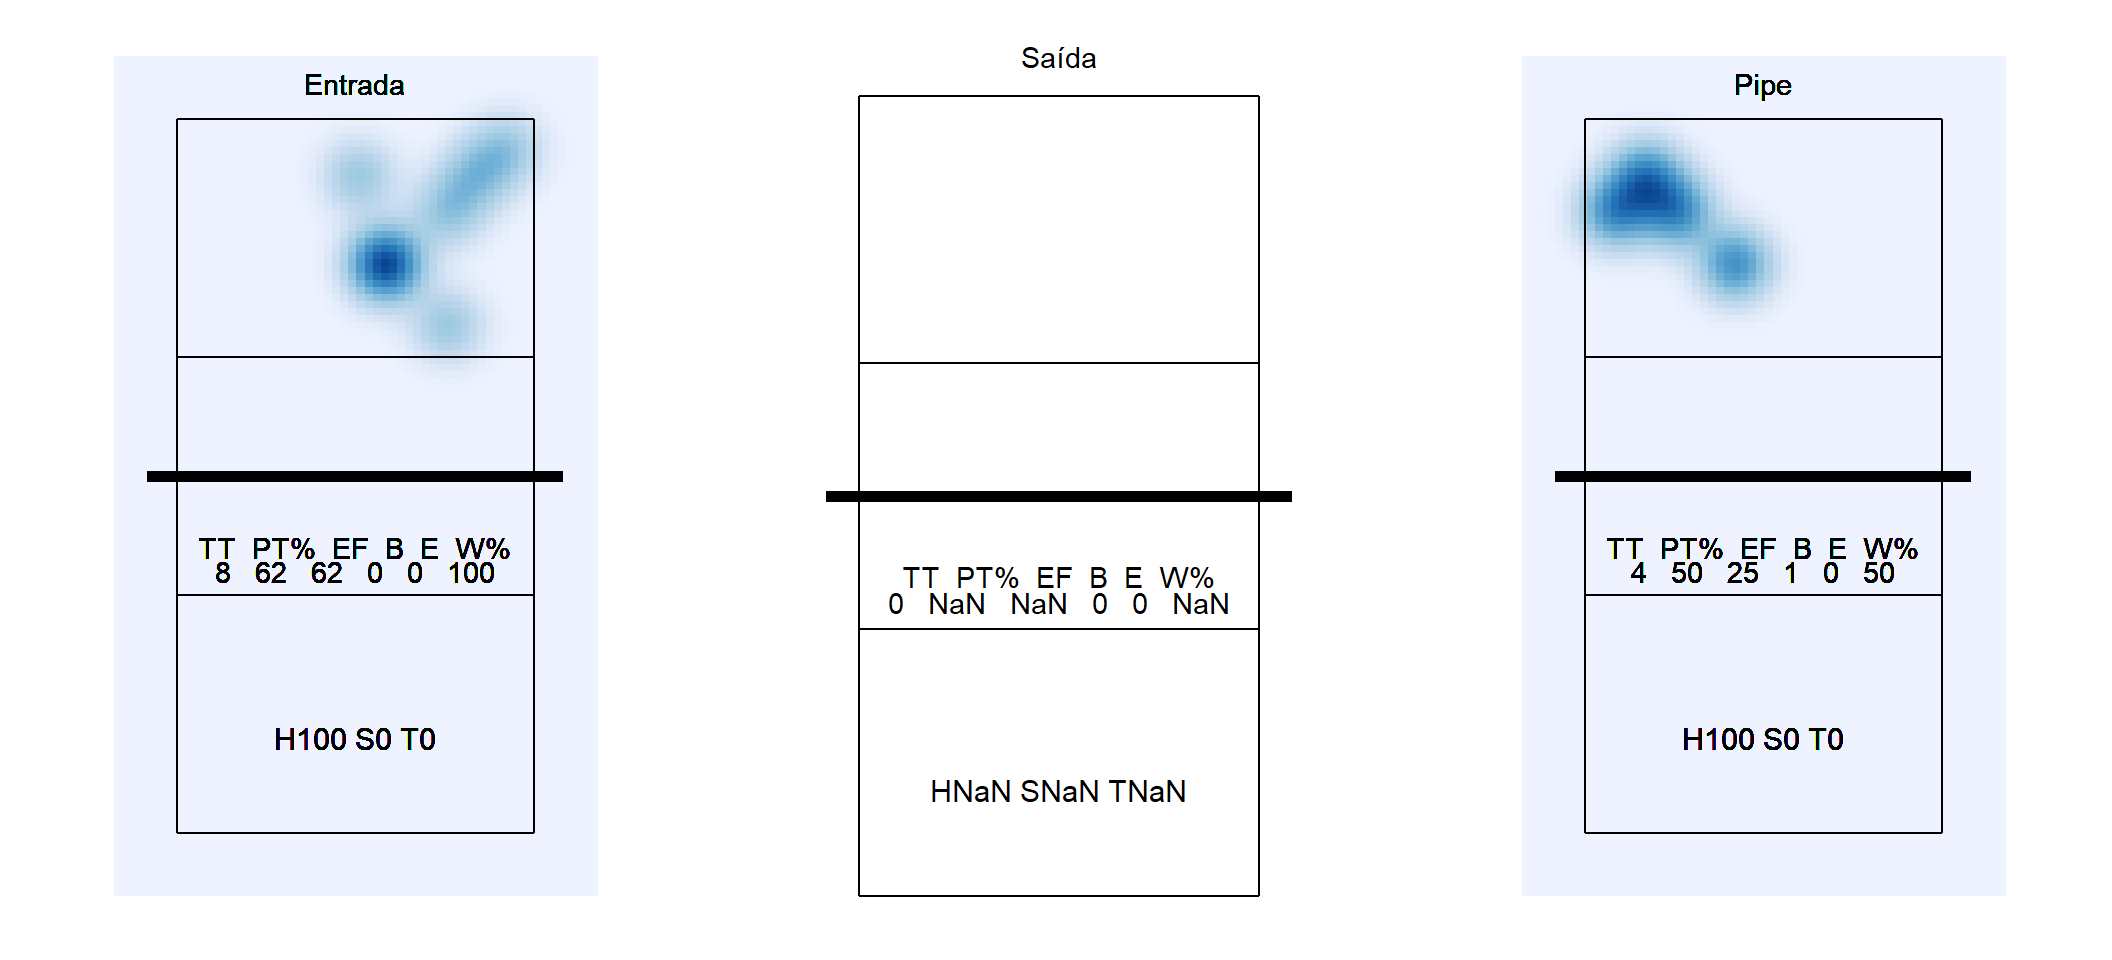 Entrada
TT PT% EF B E W%
8 62 62 0 0 100
H100 S0 T0
Saída
TT PT% EF B E W%
0 NaN NaN 0 0 NaN
HNaN SNaN TNaN
Pipe
TT PT% EF B E W%
4 50 25 1 0 50
H100 S0 T0